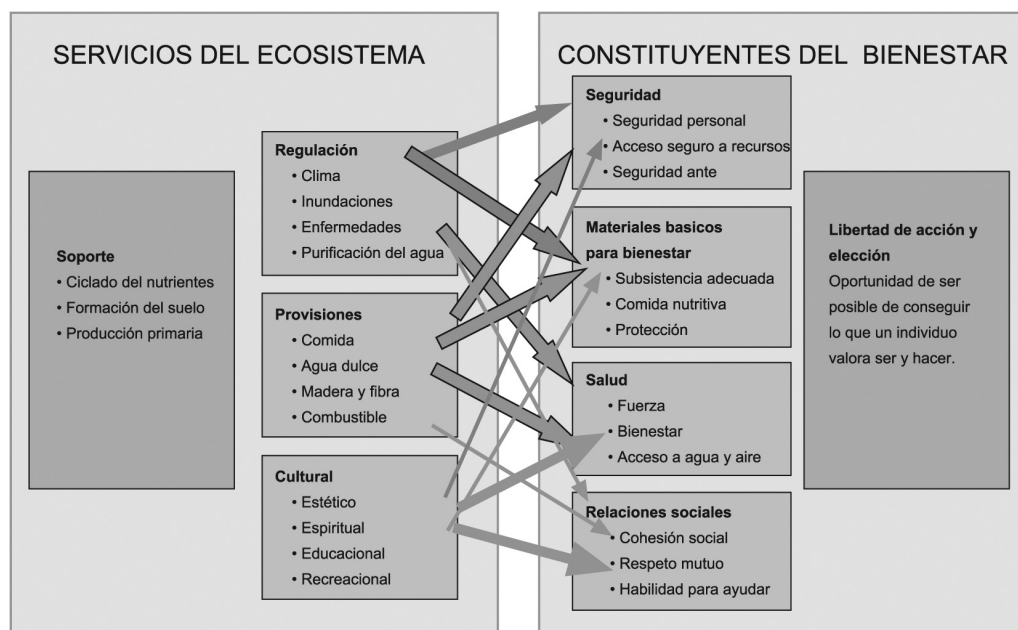 SERVICIOS DEL ECOSISTEMA
Soporte
• Ciclado del nutrientes
• Formación del suelo
• Producción primaria
Regulación
• Clima
• Inundaciones
• Enfermedades
• Purificación del agua
Provisiones
• Comida
• Agua dulce
• Madera y fibra
• Combustible
Cultural
• Estético
• Espiritual
• Educacional
• Recreacional
CONSTITUYENTES DEL BIENESTAR
Seguridad
• Seguridad personal
• Acceso seguro a recursos
• Seguridad ante
Materiales basicos
para bienestar
• Subsistencia adecuada
• Comida nutritiva
• Protección
Salud
• Fuerza
• Bienestar
• Acceso a agua y aire
Relaciones sociales
• Cohesión social
• Respeto mutuo
• Habilidad para ayudar
Libertad de acción y
elección
Oportunidad de ser
posible de conseguir
lo que un individuo
valora ser y hacer.